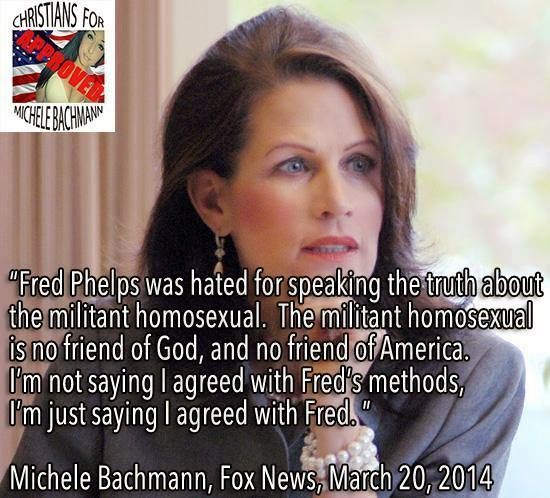 CHRISTIANS FOR
APPROVED
MICHELE BACHMANN
"Fred Phelps was hated for speaking the truth about
the militant homosexual. The militant homosexual
is no friend of God, and no friend of America.
I'm not saying I agreed with Fred's methods,
I'm just saying I agreed with Fred."
Michele Bachmann, Fox News, March 20, 2014